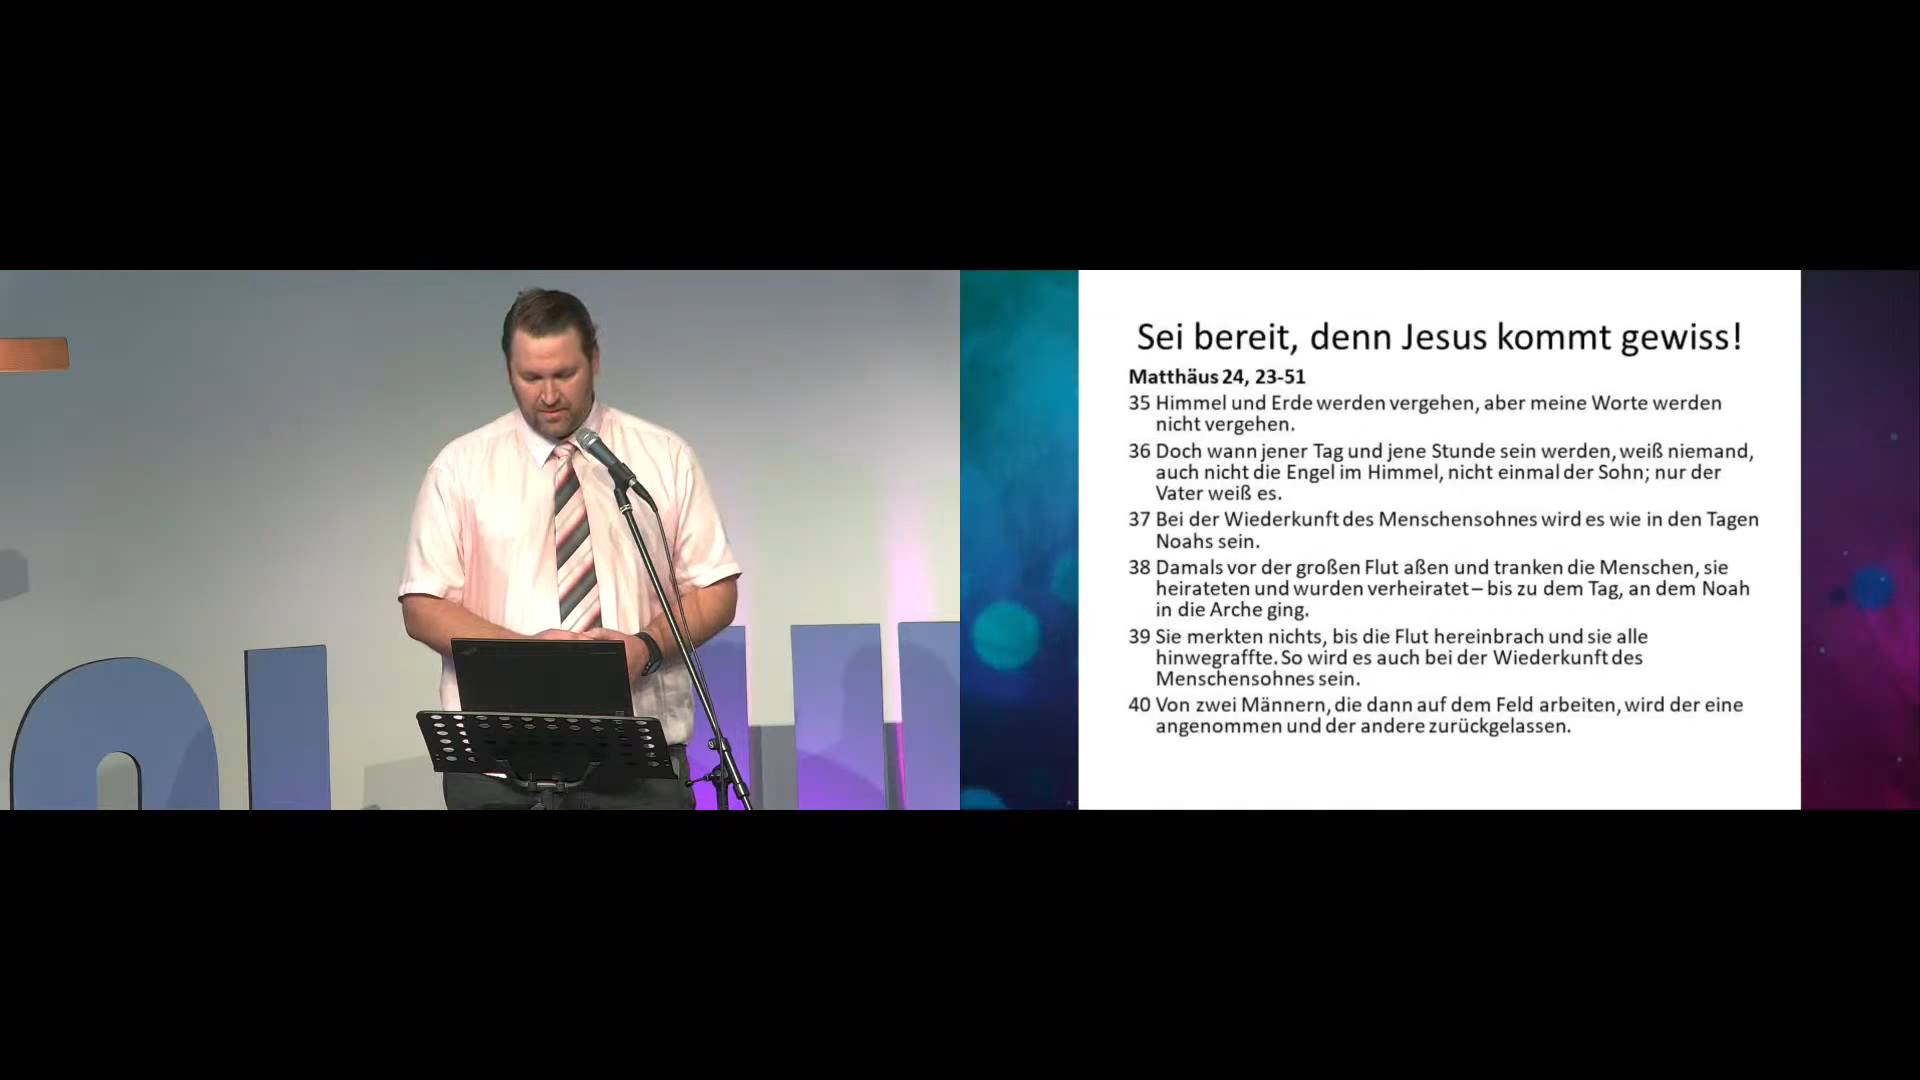 Sei bereit, denn Jesus kommt gewiss!
Matthäus 24, 23-51
35 Himmel und Erde werden vergehen, aber meine Worte werden
nicht vergehen.
36 Doch wann jener Tag und jene Stunde sein werden, weiß niemand,
auch nicht die Engel im Himmel, nicht einmal der Sohn; nur der
Vater weiß es.
37 Bei der Wiederkunft des Menschensohnes wird es wie in den Tagen
Noahs sein.
38 Damals vor der großen Flut aßen und tranken die Menschen, sie
heirateten und wurden verheiratet – bis zu dem Tag, an dem Noah
in die Arche ging.
39 Sie merkten nichts, bis die Flut hereinbrach und sie alle
hinwegraffte. So wird es auch bei der Wiederkunft des
Menschensohnes sein.
40 Von zwei Männern, die dann auf dem Feld arbeiten, wird der eine
angenommen und der andere zurückgelassen.